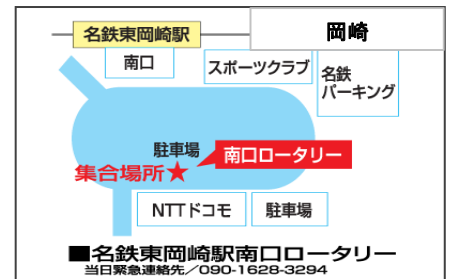 岡崎
名鉄東岡崎駅
南口
スポーツクラブ
名鉄
パーキング
駐車場
南口ロータリー
集合場所★
NTTドコモ
駐車場
■名鉄東岡崎駅南口ロータリー
当日緊急連絡先／090-1628-3294